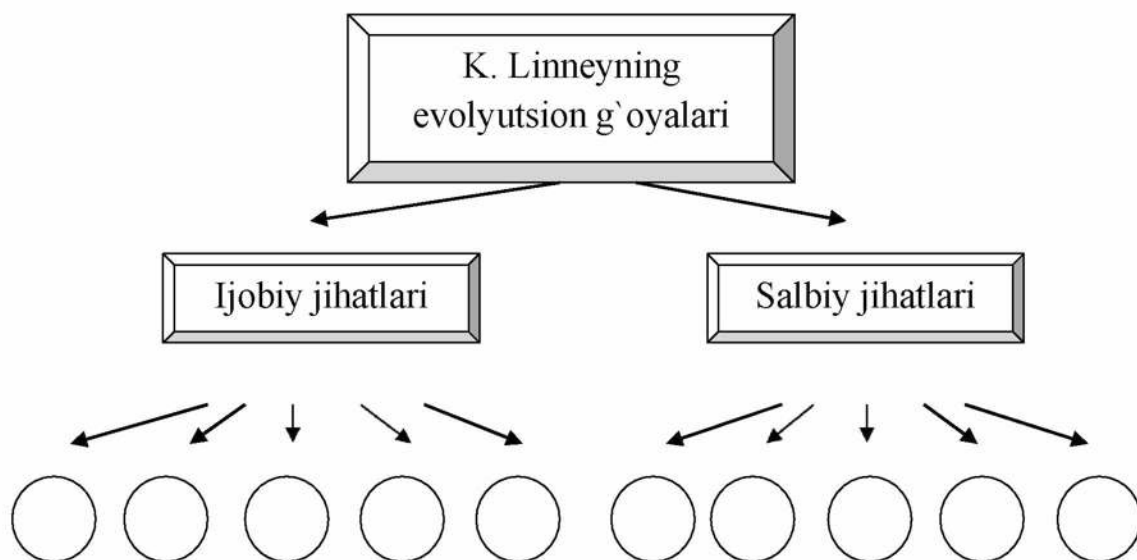 K. Linneyning
evolyutsion g`oyalari
Ijobiy jihatlari
Salbiy jihatlari